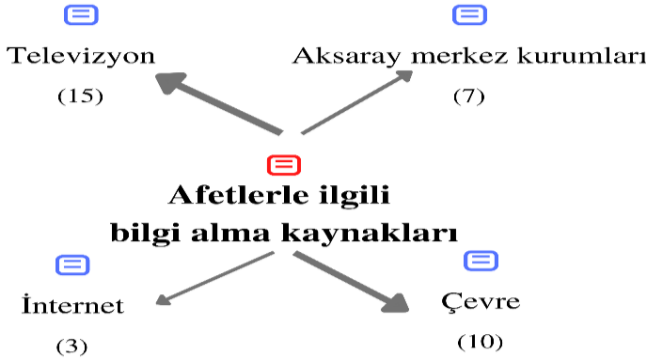 Televizyon
(15)
Aksaray merkez kurumları
(7)
Afetlerle ilgili
bilgi alma kaynakları
İnternet
(3)
Çevre
(10)